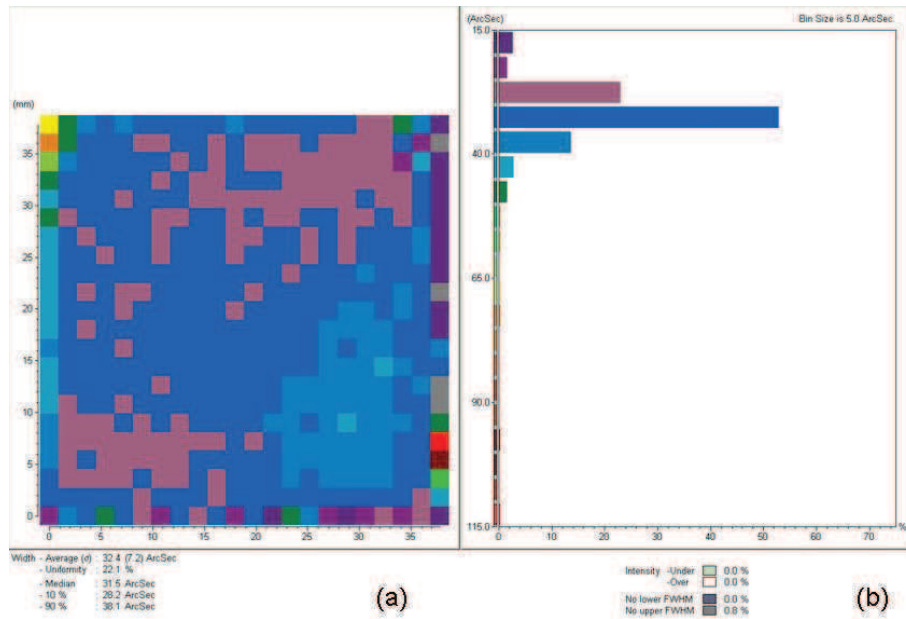 (ArcSec)
Bin Size is 5.0 ArcSec
15.0
40.0
65.0
90.0
115.0
0 10 20 30 40 50 60 70 %
(mm)
35
30
25
20
15
10
5
0
0 5 10 15 20 25 30 35
Width - Average (d) : 32.4 (7.2) ArcSec
- Uniformity : 22.1 %
- Median : 31.5 ArcSec
- 10 % : 28.2 ArcSec
- 90 % : 38.1 ArcSec
(a)
Intensity -Under 0.0 %
-Over 0.0 %
No lower FWHM 0.0 %
No upper FWHM 0.8 %
(b)